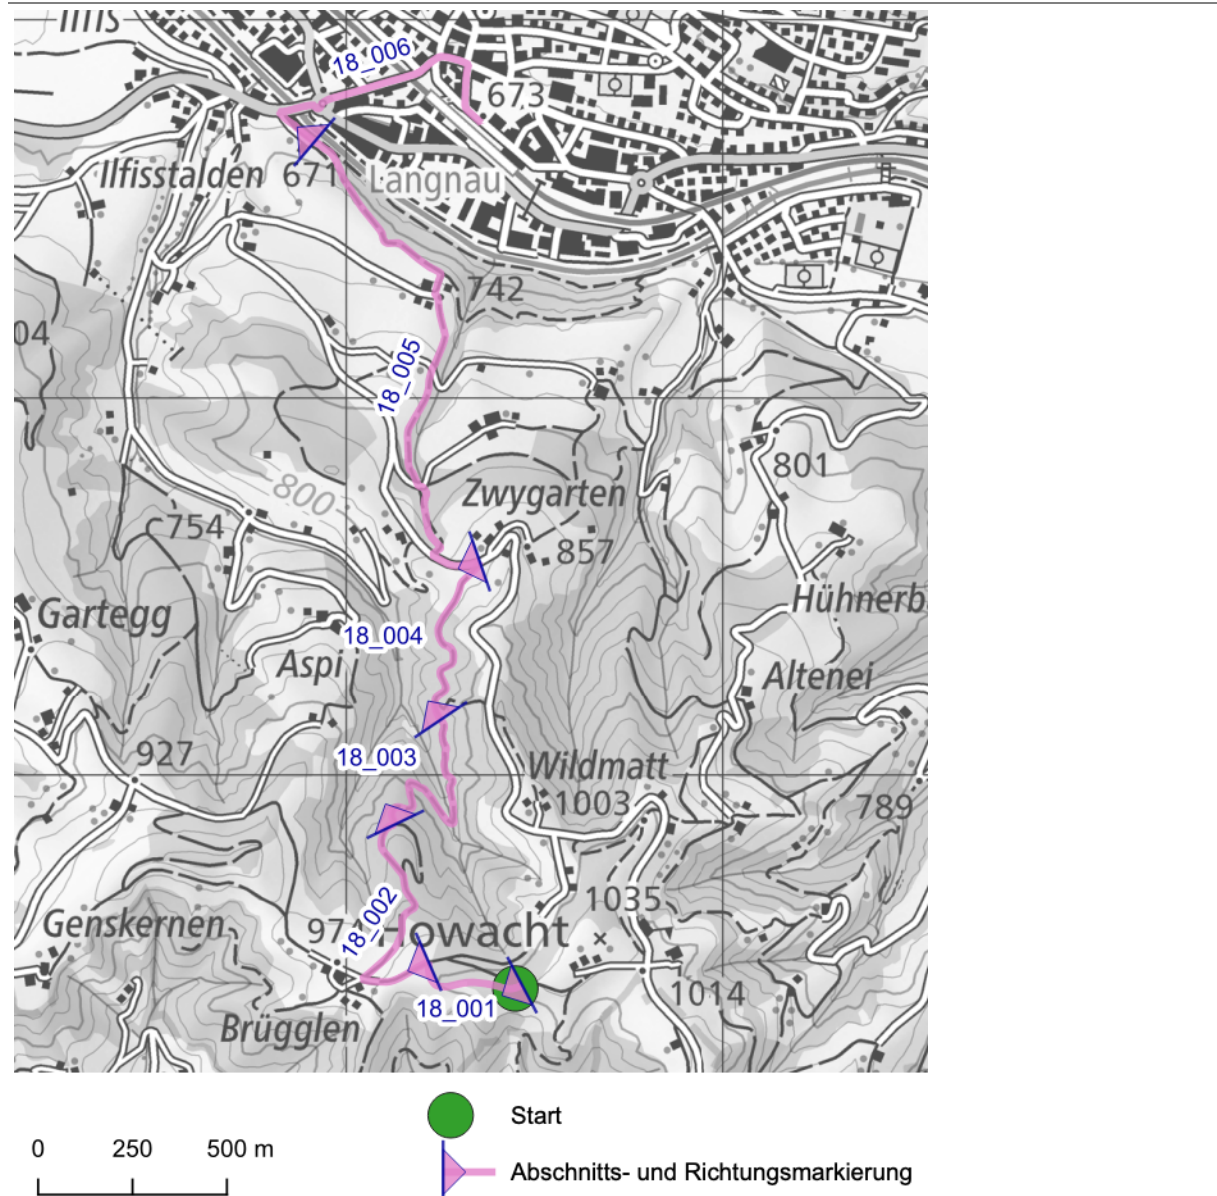 18_006
673
Ilfisstalden
671
Langnau
742
04
18_005
801
800
Zwygarten
754
857
Gartegg
Hühnerb
18_004
Aspi
Altenei
927
18_003
Wildmatt
1003
789
1035
18_002
Genskernen
Howacht
1014
18_001
Brügglen
Start
0 250 500 m
Abschnitts- und Richtungsmarkierung